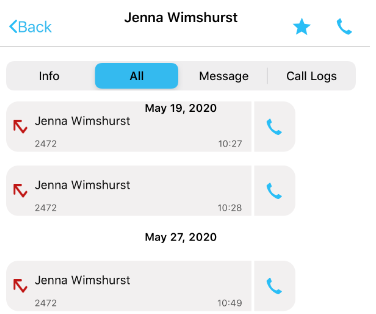 Back
Jenna Wimshurst
Info All Message Call Logs
May 19, 2020
Jenna Wimshurst
2472 10:27
Jenna Wimshurst
2472 10:28
May 27, 2020
Jenna Wimshurst
2472 10:49